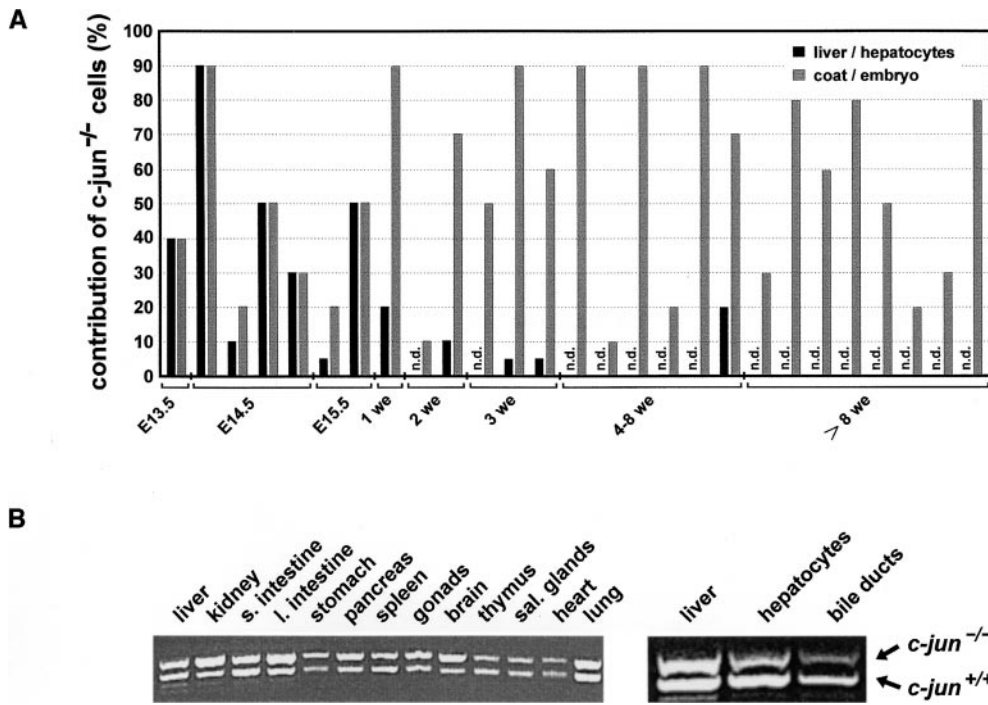 A
contribution of c-jun⁻/⁻ cells (%)
100
90
80
70
60
50
40
30
20
10
0
liver / hepatocytes
coat / embryo
n.d. n.d. n.d. n.d. n.d. n.d. n.d. n.d. n.d. n.d. n.d. n.d. n.d. n.d. n.d.
E13.5 E14.5 E15.5 1 we 2 we 3 we 4-8 we > 8 we
B
liver kidney s. intestine l. intestine stomach pancreas spleen gonads brain thymus sal. glands heart lung
liver hepatocytes bile ducts
c-jun ⁻/⁻
c-jun ⁺/⁺